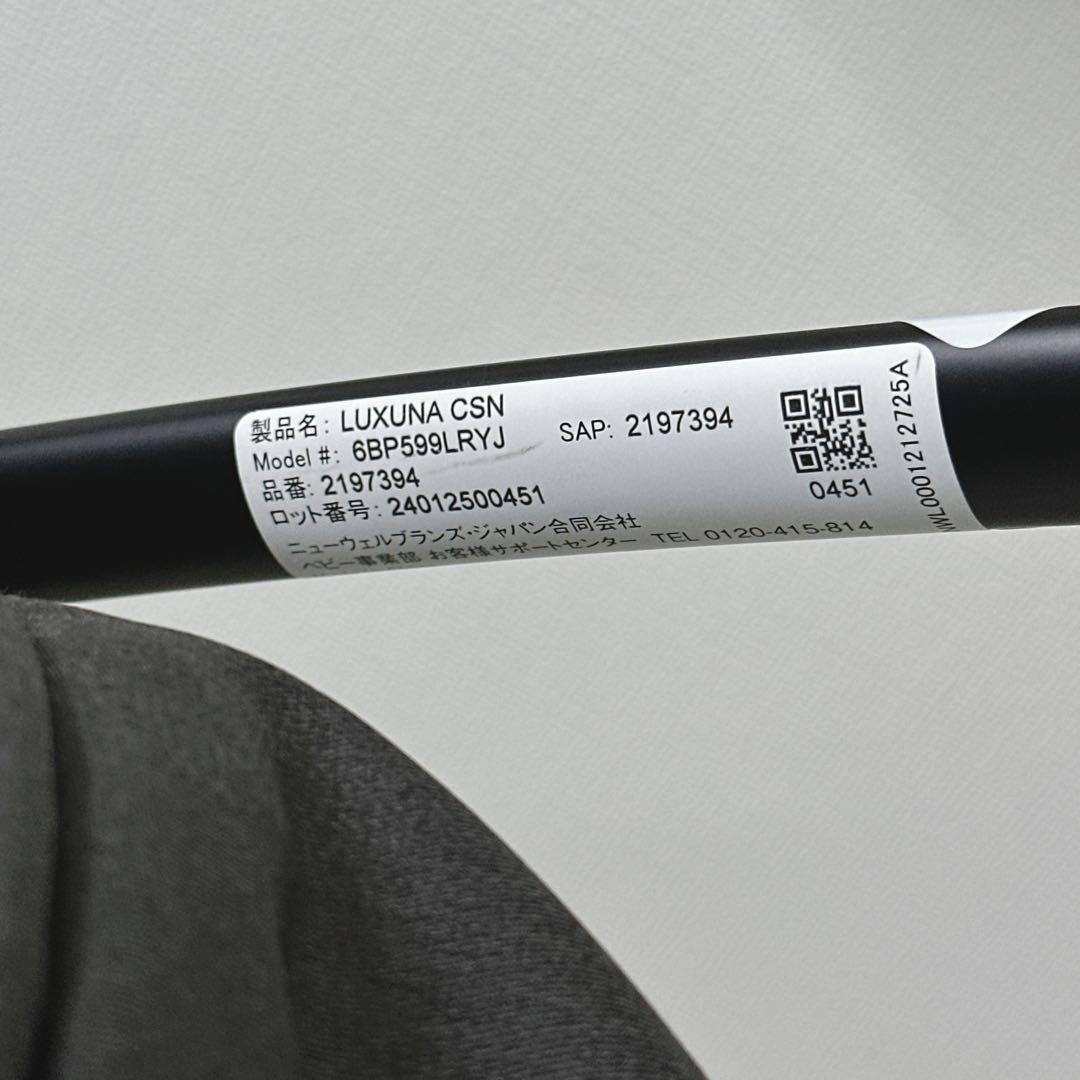 製品名: LUXUNA CSN
Model #: 6BP599LRYJ
SAP: 2197394
品番: 2197394
ロット番号: 24012500451
ニューウェルブランズ・ジャパン合同会社
ベビー事業部 お客様サポートセンター TEL 0120-415-814
0451
NWL0001212725A